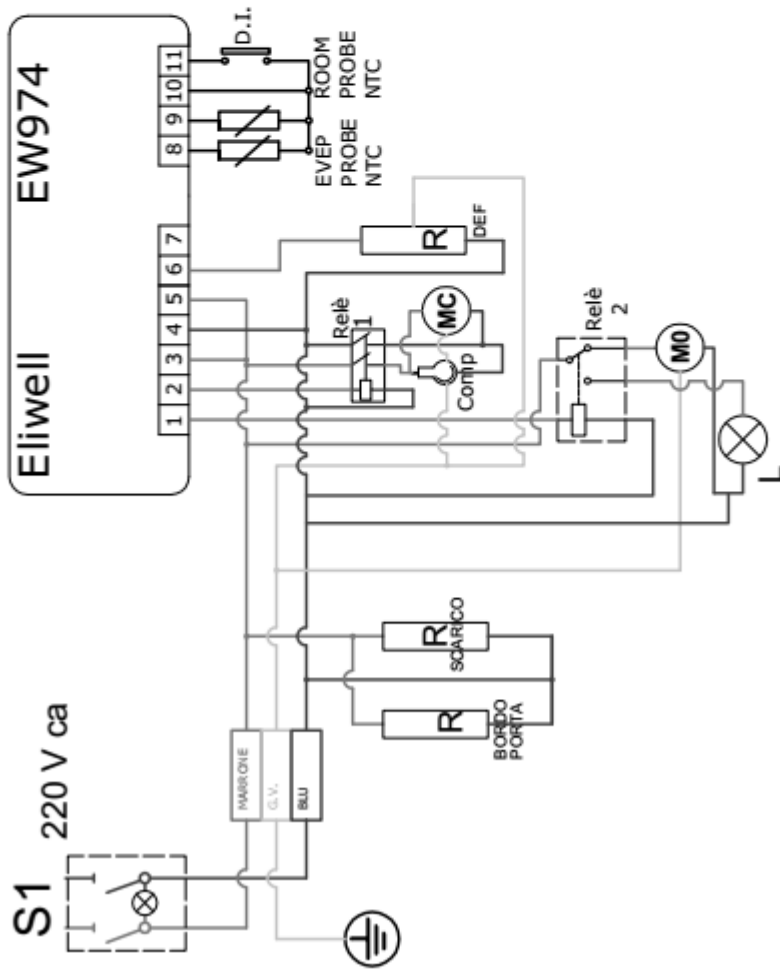 Eliwell EW974
1 2 3 4 5 6 7 8 9 10 11
D.I.
EVEP
PROBE
NTC
ROOM
PROBE
NTC
R
DEF
Relè
1
MC
Comp
Relè
2
M0
L
R
SCARICO
R
BORDO
PORTA
S1
220 V ca
MARRONE
G.V.
BLU